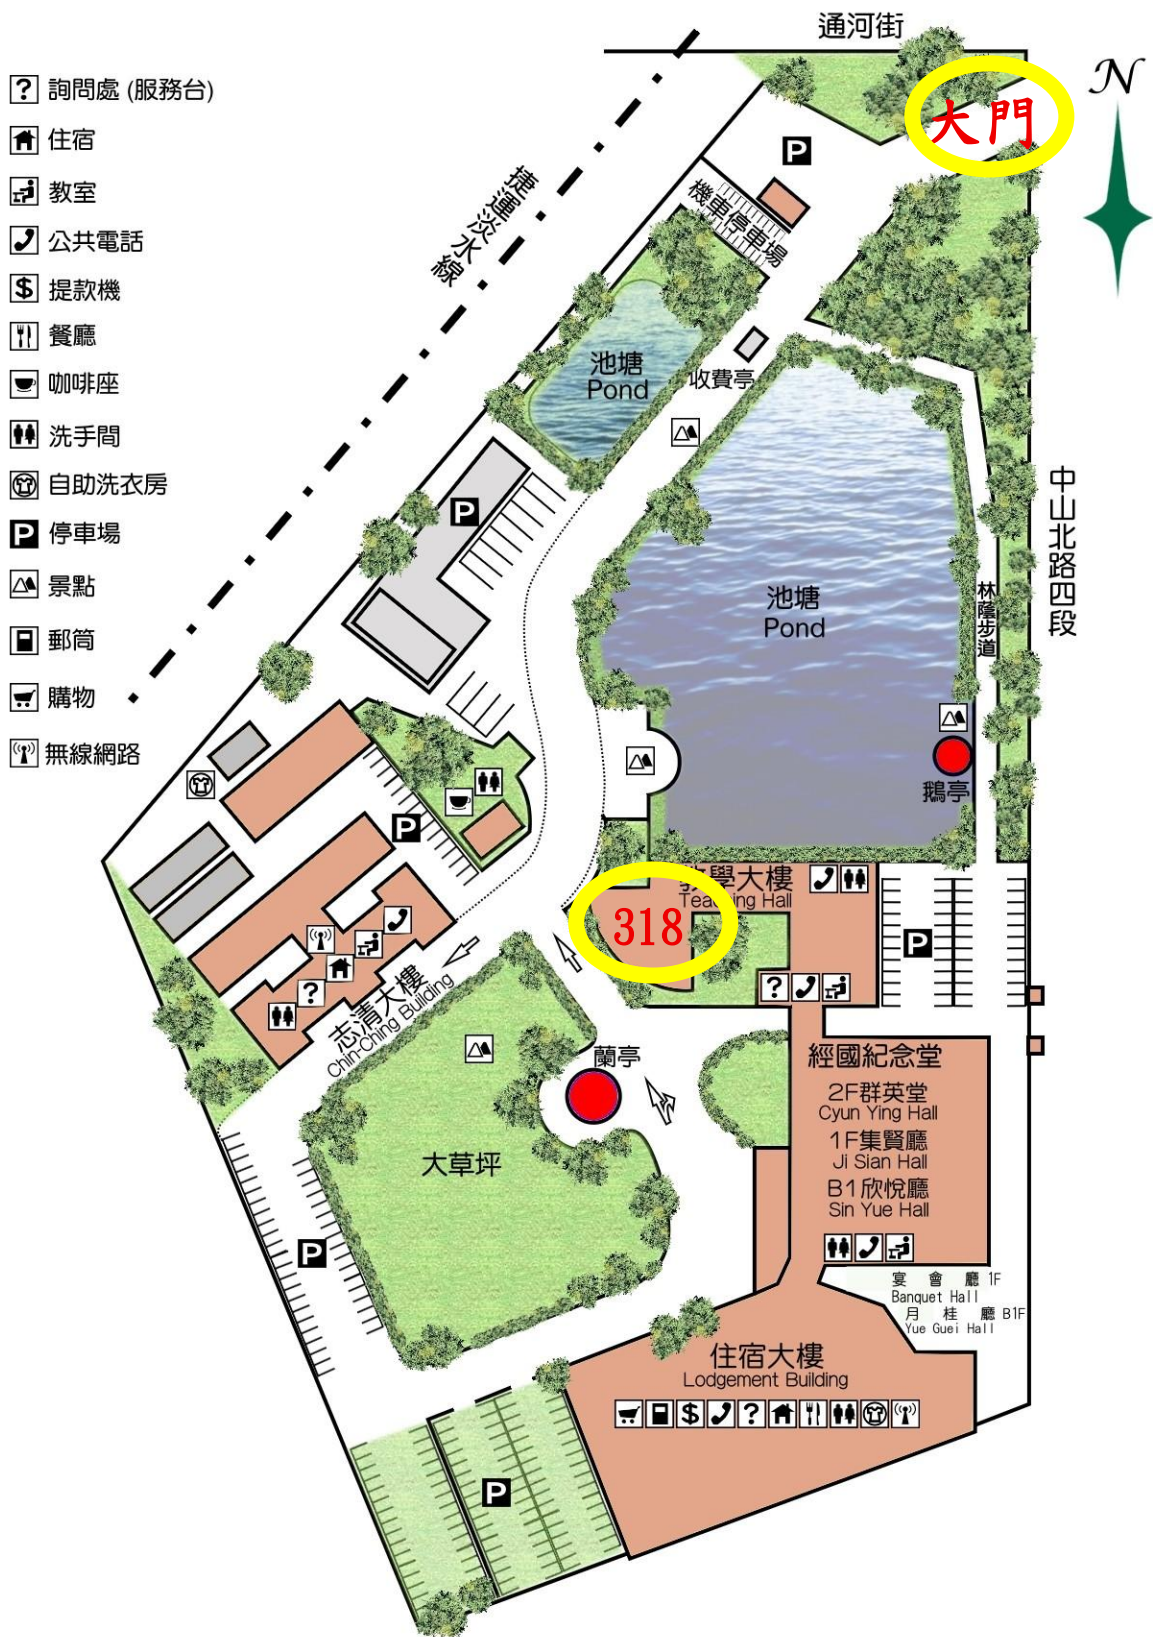 通河街
N
大門
? 詢問處 (服務台)
住宿
教室
公共電話
$ 提款機
餐廳
咖啡座
洗手間
自助洗衣房
P 停車場
景點
郵筒
購物
無線網路
捷運淡水線
P
機車停車場
池塘
Pond
收費亭
P
中山北路四段
池塘
Pond
林蔭步道
鵝亭
P
教學大樓
Teaching Hall
318
P
?
?
志清大樓
Chin-Ching Building
蘭亭
經國紀念堂
2F群英堂
Cyun Ying Hall
1F集賢廳
Ji Sian Hall
B1欣悅廳
Sin Yue Hall
大草坪
P
宴會廳 1F
Banquet Hall
月桂廳 B1F
Yue Guei Hall
住宿大樓
Lodgement Building
$ ?
P